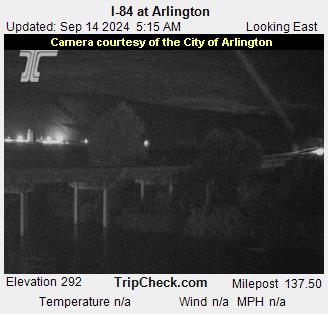 I-84 at Arlington
Updated: Sep 14 2024 5:15 AM Looking East
Camera courtesy of the City of Arlington
Elevation 292 TripCheck.com Milepost 137.50
Temperature n/a Wind n/a MPH n/a